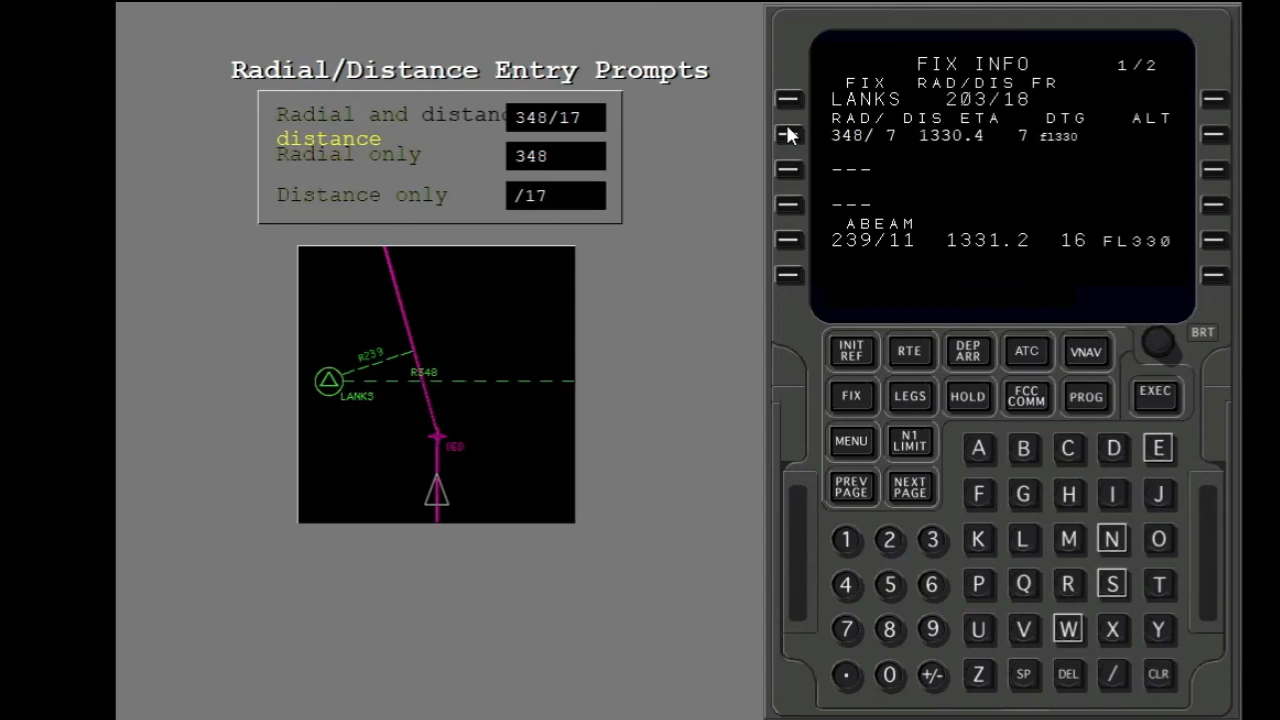 Radial/Distance Entry Prompts
Radial and distanc
348/17
distance
Radial only
348
Distance only
/17
R239
R348
LANKS
FIX INFO 1/2
FIX RAD/DIS FR
LANKS 203/18
RAD/ DIS ETA DTG ALT
348/ 7 1330.4 7 f1330
---
---
ABEAM
239/11 1331.2 16 FL330
BRT
INIT REF
RTE
DEP ARR
ATC
VNAV
FIX
LEGS
HOLD
FCC COMM
PROG
EXEC
MENU
N1 LIMIT
PREV PAGE
NEXT PAGE
A B C D E
F G H I J
1 2 3 K L M N O
4 5 6 P Q R S T
7 8 9 U V W X Y
. 0 +/- Z SP DEL / CLR